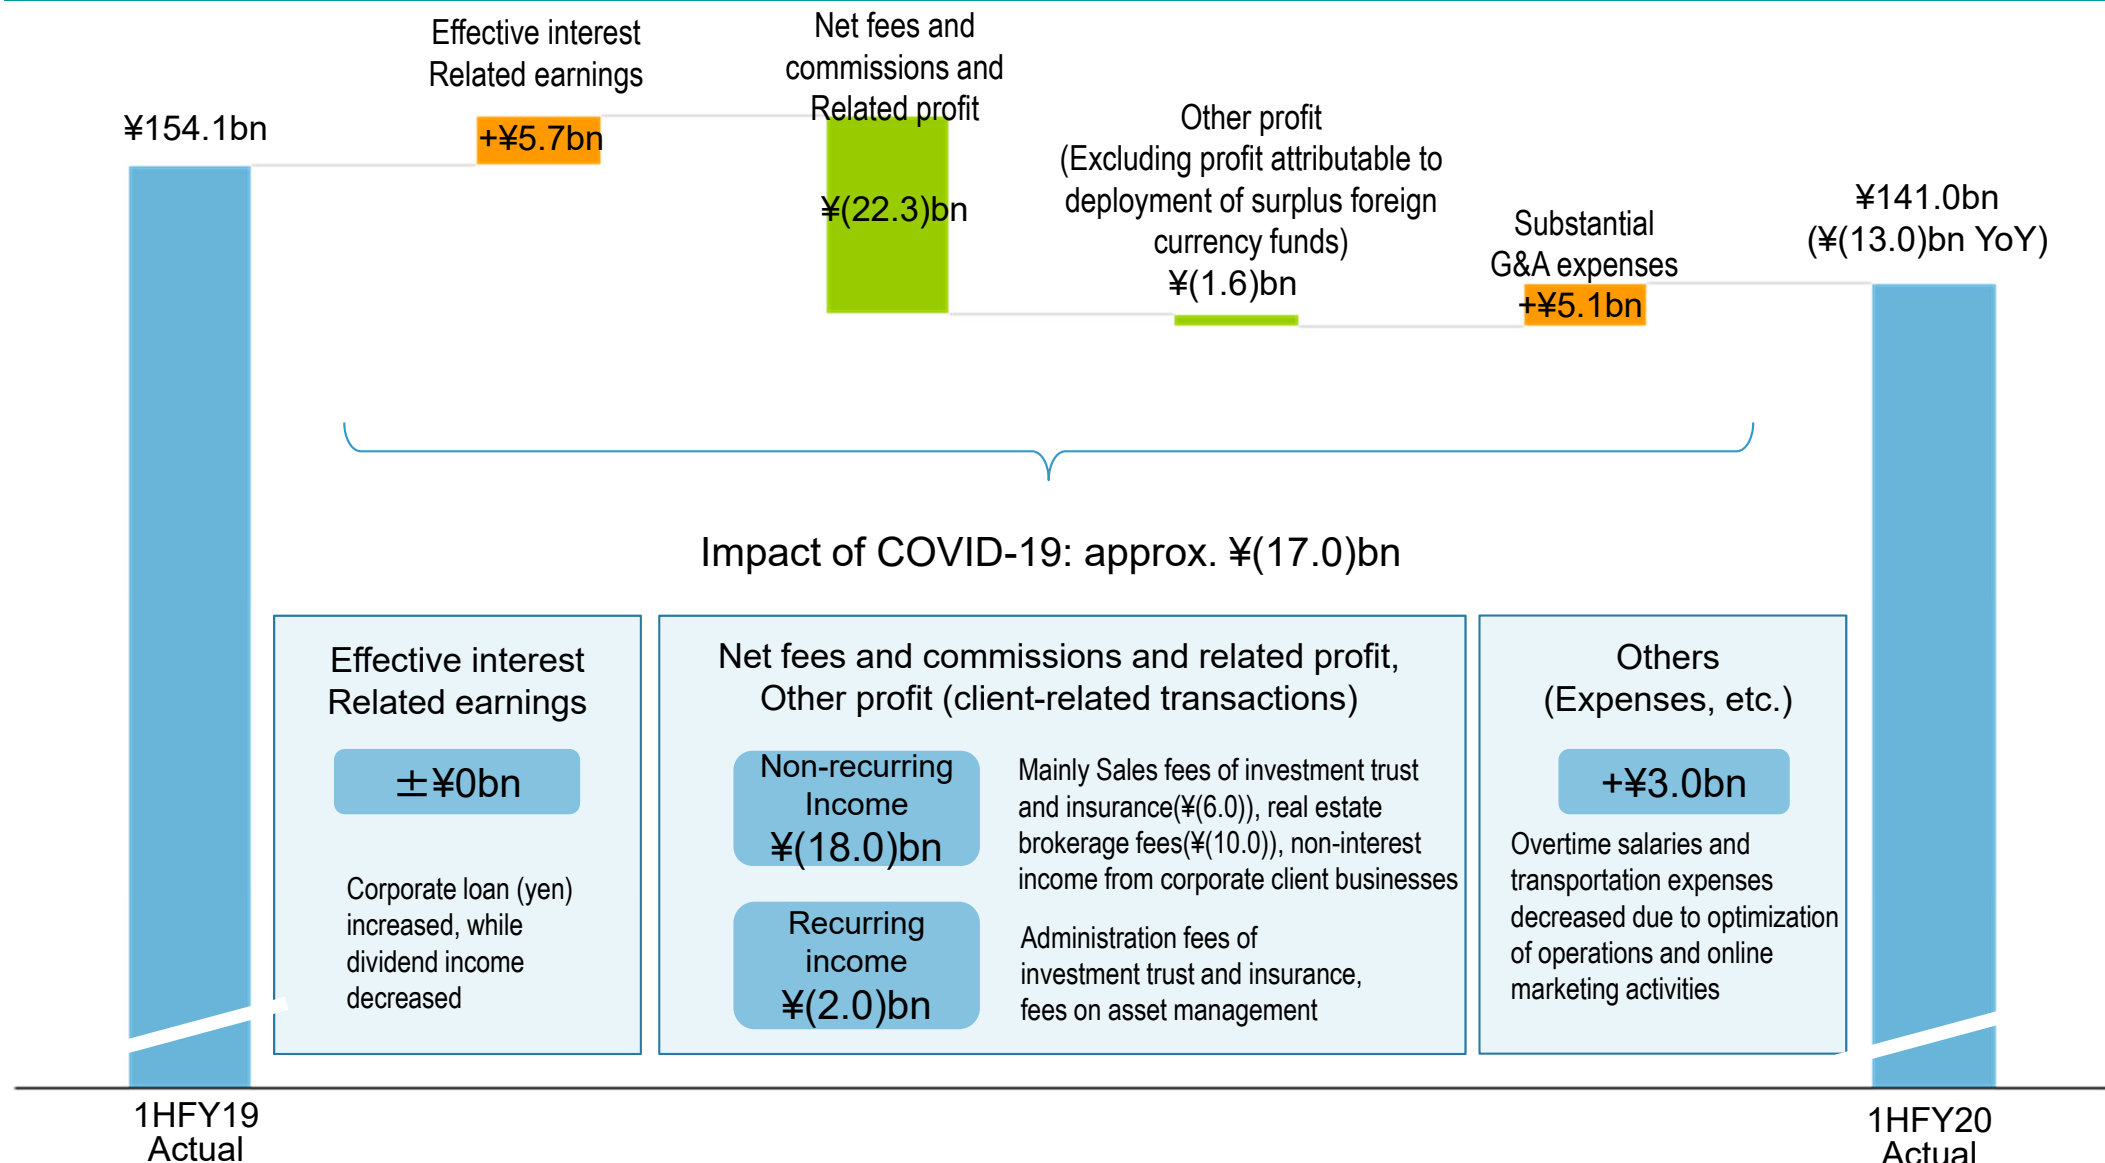 ¥154.1bn
Effective interest
Related earnings
+¥5.7bn
Net fees and
commissions and
Related profit
¥(22.3)bn
Other profit
(Excluding profit attributable to
deployment of surplus foreign
currency funds)
¥(1.6)bn
Substantial
G&A expenses
+¥5.1bn
¥141.0bn
(¥(13.0)bn YoY)
Impact of COVID-19: approx. ¥(17.0)bn
Effective interest
Related earnings
±¥0bn
Corporate loan (yen)
increased, while
dividend income
decreased
Net fees and commissions and related profit,
Other profit (client-related transactions)
Non-recurring
Income
¥(18.0)bn
Mainly Sales fees of investment trust
and insurance(¥(6.0)), real estate
brokerage fees(¥(10.0)), non-interest
income from corporate client businesses
Recurring
income
¥(2.0)bn
Administration fees of
investment trust and insurance,
fees on asset management
Others
(Expenses, etc.)
+¥3.0bn
Overtime salaries and
transportation expenses
decreased due to optimization
of operations and online
marketing activities
1HFY19
Actual
1HFY20
Actual